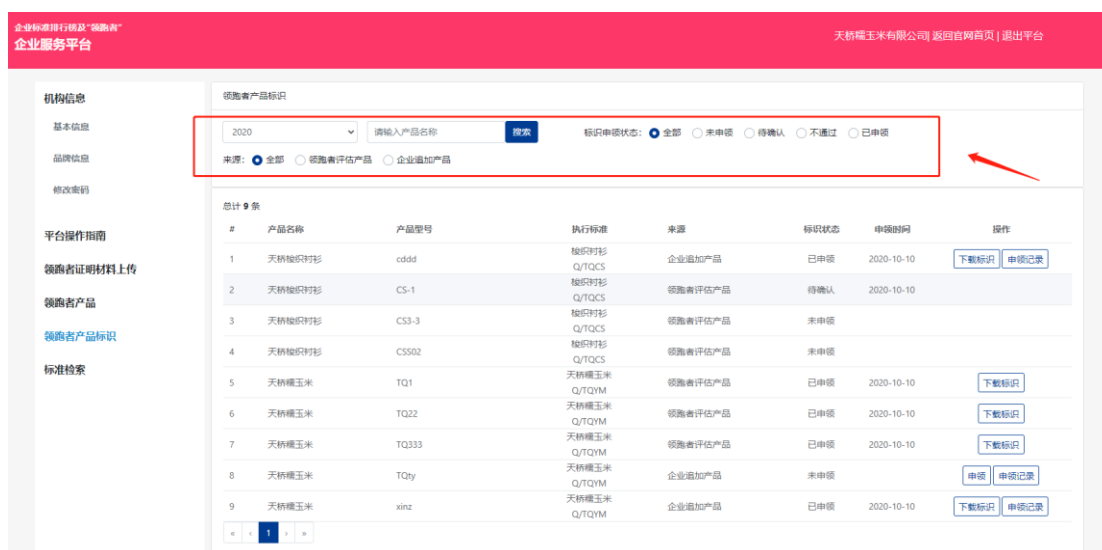 企业标准排行榜及"领跑者"
企业服务平台
天桥糯玉米有限公司| 返回官网首页 | 退出平台
机构信息
基本信息
品牌信息
修改密码
平台操作指南
领跑者证明材料上传
领跑者产品
领跑者产品标识
标准检索
领跑者产品标识
2020 请输入产品名称 搜索 标识申领状态: 全部 未申领 待确认 不通过 已申领
来源: 全部 领跑者评估产品 企业追加产品
总计 9 条
# 产品名称 产品型号 执行标准 来源 标识状态 申领时间 操作
1 天桥梭织衬衫 cddd 梭织衬衫 Q/TQCS 企业追加产品 已申领 2020-10-10 下载标识 申领记录
2 天桥梭织衬衫 CS-1 梭织衬衫 Q/TQCS 领跑者评估产品 待确认 2020-10-10
3 天桥梭织衬衫 CS3-3 梭织衬衫 Q/TQCS 领跑者评估产品 未申领
4 天桥梭织衬衫 CSS02 梭织衬衫 Q/TQCS 领跑者评估产品 未申领
5 天桥糯玉米 TQ1 天桥糯玉米 Q/TQYM 领跑者评估产品 已申领 2020-10-10 下载标识
6 天桥糯玉米 TQ22 天桥糯玉米 Q/TQYM 领跑者评估产品 已申领 2020-10-10 下载标识
7 天桥糯玉米 TQ333 天桥糯玉米 Q/TQYM 领跑者评估产品 已申领 2020-10-10 下载标识
8 天桥糯玉米 TQty 天桥糯玉米 Q/TQYM 企业追加产品 未申领 申领 申领记录
9 天桥糯玉米 xinz 天桥糯玉米 Q/TQYM 企业追加产品 已申领 2020-10-10 下载标识 申领记录
« ‹ 1 › »